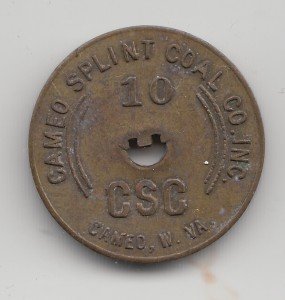 CAMEO SPLINT COAL CO. INC.
10
CSC
CAMEO, W. VA.